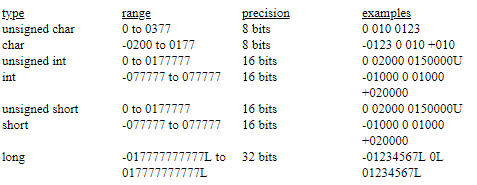 type range precision examples
unsigned char 0 to 0377 8 bits 0 010 0123
char -0200 to 0177 8 bits -0123 0 010 +010
unsigned int 0 to 0177777 16 bits 0 02000 0150000U
int -077777 to 077777 16 bits -01000 0 01000
+020000
unsigned short 0 to 0177777 16 bits 0 02000 0150000U
short -077777 to 077777 16 bits -01000 0 01000
+020000
long -017777777777L to 32 bits -01234567L 0L
017777777777L 01234567L